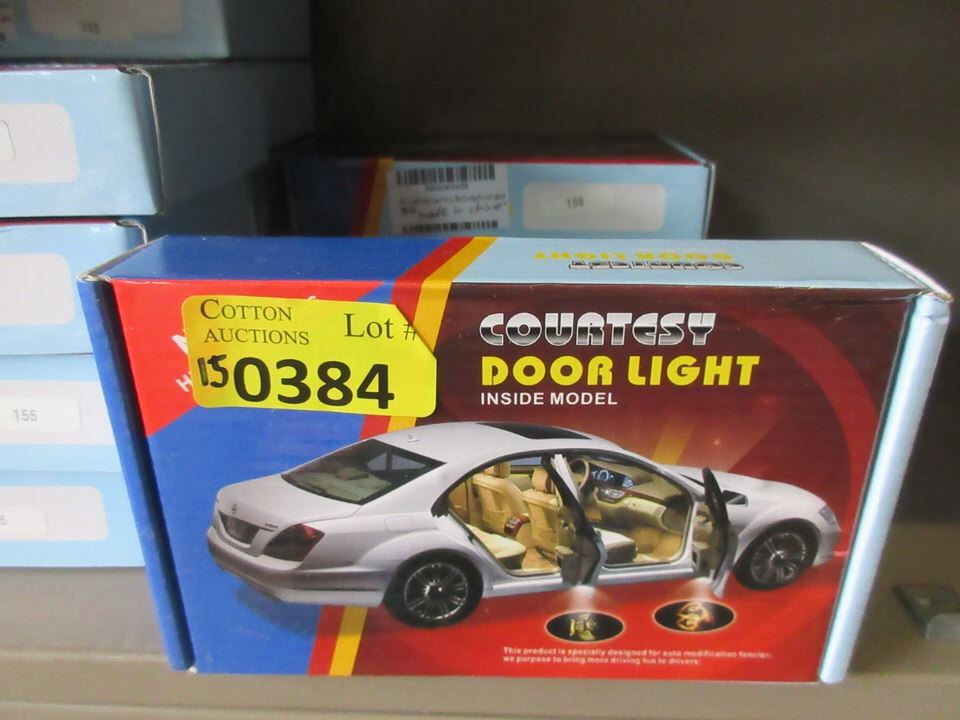 155
COURTESY
DOOR LIGHT
COTTON
AUCTIONS
Lot #
150384
COURTESY
DOOR LIGHT
INSIDE MODEL
155
This product is specially designed for auto modification fancier.
we purpose to bring more driving fun to drivers.